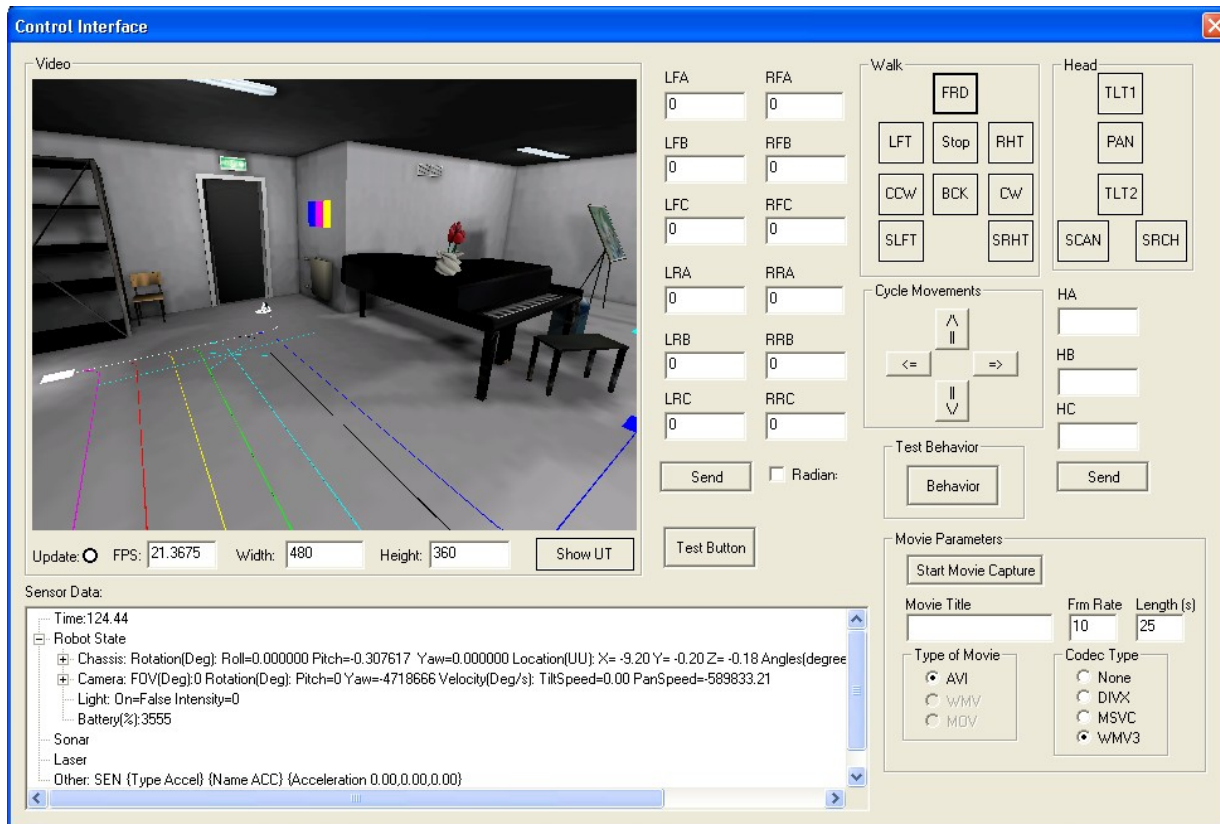 Control Interface
Video
Update: FPS: 21.3675 Width: 480 Height: 360 Show UT
LFA RFA
0 0
LFB RFB
0 0
LFC RFC
0 0
LRA RRA
0 0
LRB RRB
0 0
LRC RRC
0 0
Send Radian:
Test Button
Walk
FRD
LFT Stop RHT
CCW BCK CW
SLFT SRHT
Head
TLT1
PAN
TLT2
SCAN SRCH
Cycle Movements
/\
||
<= =>
||
\/
HA
HB
HC
Send
Test Behavior
Behavior
Movie Parameters
Start Movie Capture
Movie Title Frm Rate Length (s)
10 25
Type of Movie
AVI
WMV
MOV
Codec Type
None
DIVX
MSVC
WMV3
Sensor Data:
Time:124.44
Robot State
Chassis: Rotation(Deg): Roll=0.000000 Pitch=-0.307617 Yaw=0.000000 Location(UU): X= -9.20 Y= -0.20 Z= -0.18 Angles(degree
Camera: FOV(Deg):0 Rotation(Deg): Pitch=0 Yaw=-4718666 Velocity(Deg/s): TiltSpeed=0.00 PanSpeed=-589833.21
Light: On=False Intensity=0
Battery(%):3555
Sonar
Laser
Other: SEN {Type Accel} {Name ACC} {Acceleration 0.00,0.00,0.00}